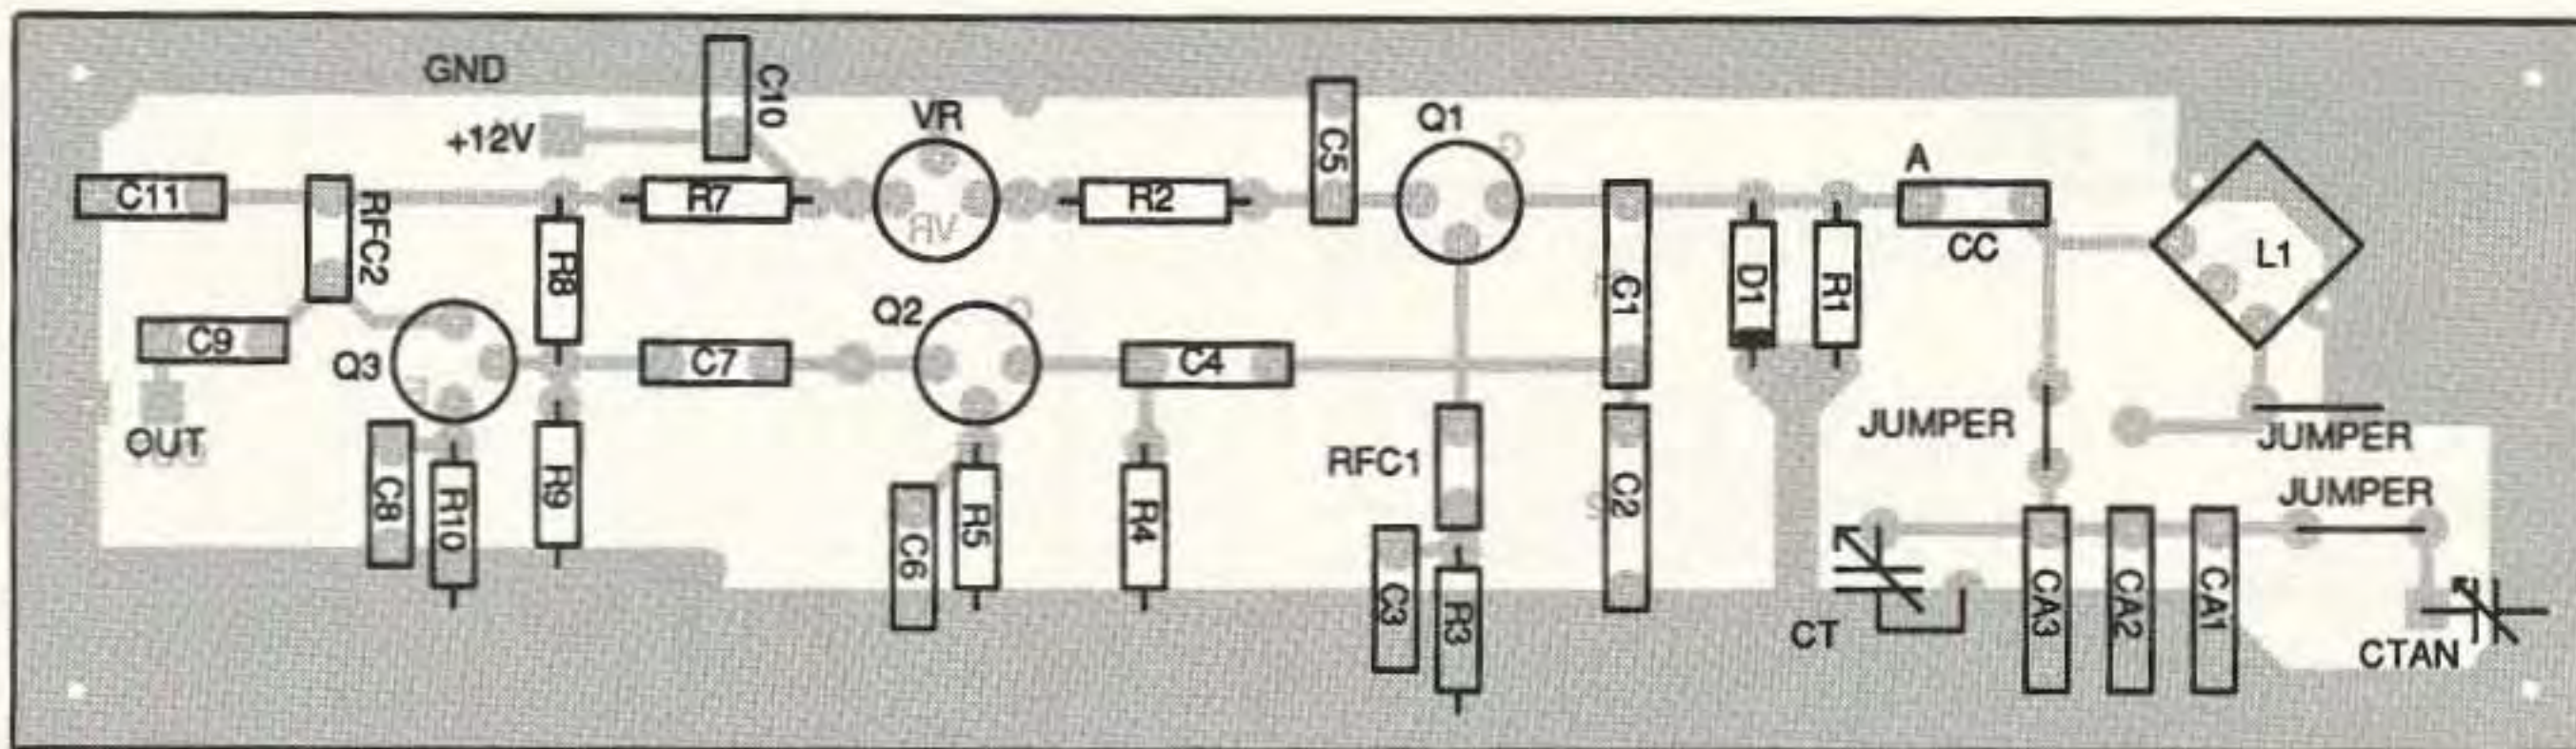 GND
C10
+12V
VR
C5
Q1
G
A
C11
RFC2
R7
VR
R2
CC
L1
R8
C1
D1
R1
C9
Q3
C7
Q2
G
C4
E
OUT
JUMPER
JUMPER
JUMPER
C8
R10
R9
C6
R5
R4
RFC1
C2
S
C3
R3
CT
CA3
CA2
CA1
CTAN